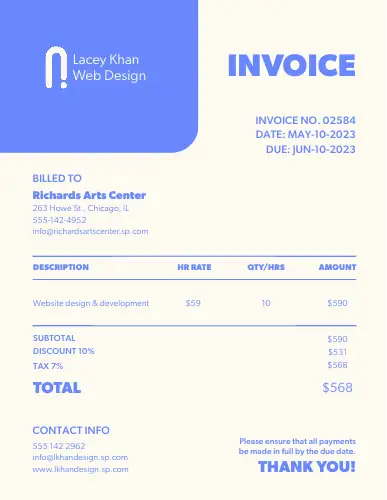 Lacey Khan
Web Design
INVOICE
INVOICE NO. 02584
DATE: MAY-10-2023
DUE: JUN-10-2023
BILLED TO
Richards Arts Center
263 Howe St., Chicago, IL
555-142-4952
info@richardsartscenter.sp.com
DESCRIPTION HR RATE QTY/HRS AMOUNT
Website design & development $59 10 $590
SUBTOTAL $590
DISCOUNT 10% $531
TAX 7% $568
TOTAL $568
CONTACT INFO
555 142 2962
info@lkhandesign.sp.com
www.lkhandesign.sp.com
Please ensure that all payments
be made in full by the due date.
THANK YOU!